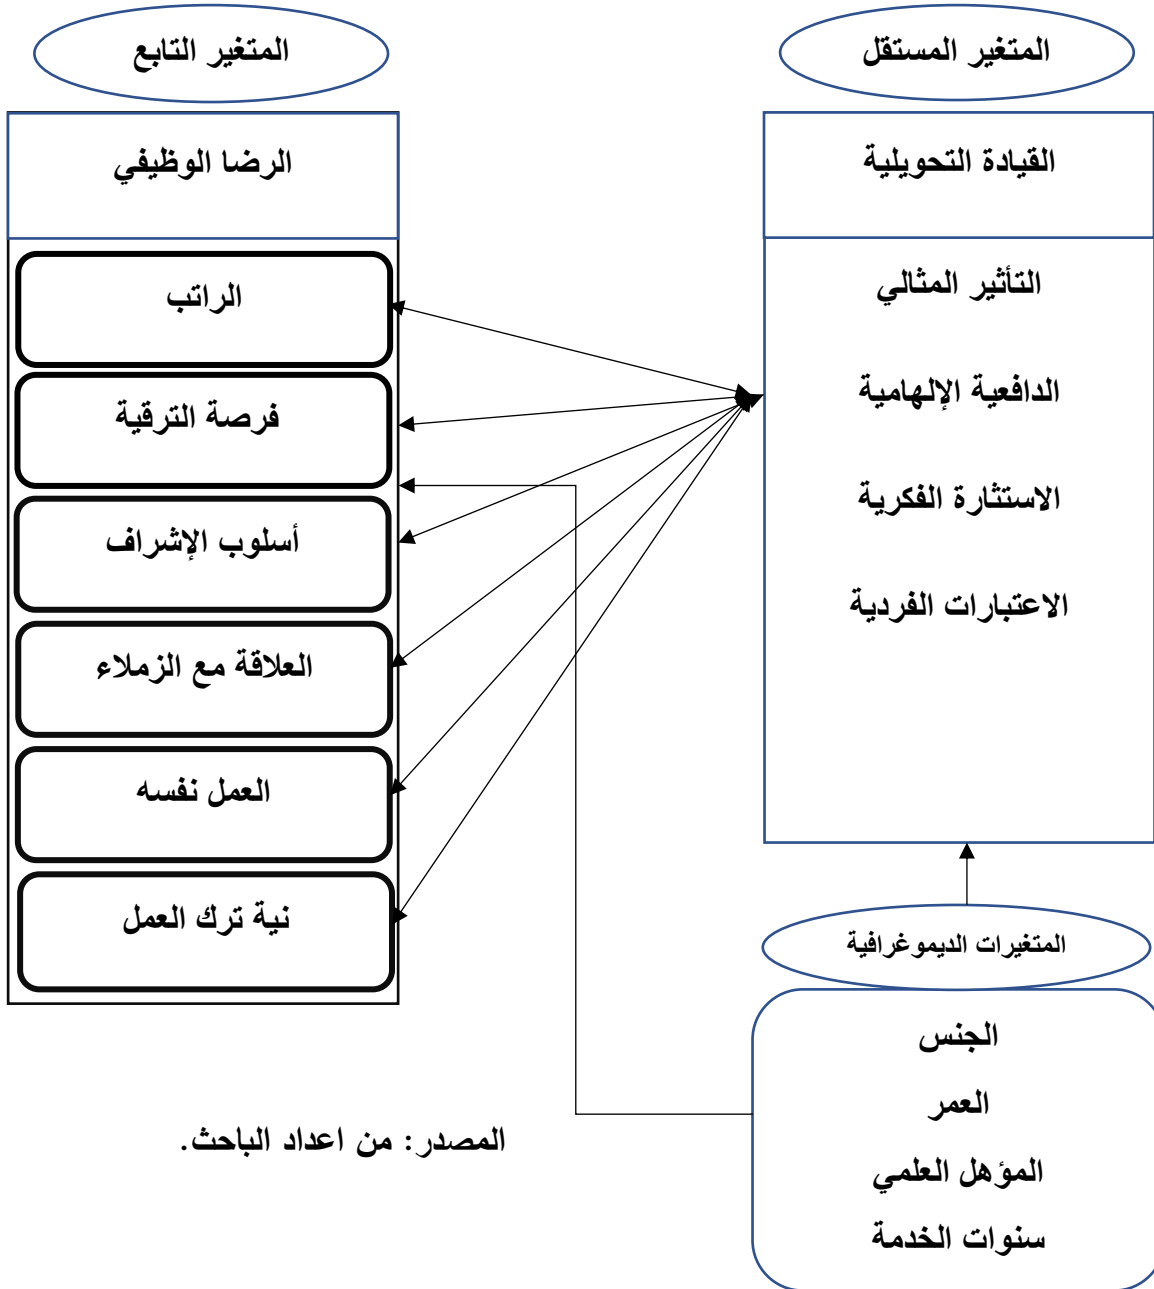 المتغير المستقل
المتغير التابع
القيادة التحويلية
الرضا الوظيفي
التأثير المثالي
الدافعية الإلهامية
الاستثارة الفكرية
الاعتبارات الفردية
الراتب
فرصة الترقية
أسلوب الإشراف
العلاقة مع الزملاء
العمل نفسه
نية ترك العمل
المتغيرات الديموغرافية
الجنس
العمر
المؤهل العلمي
سنوات الخدمة
المصدر: من اعداد الباحث.